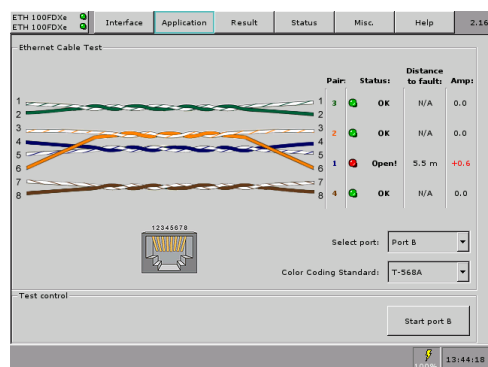 ETH 100FDXe
ETH 100FDXe
Interface Application Result Status Misc. Help 2.16
Ethernet Cable Test
Distance
Pair: Status: to fault: Amp:
1 1 3 OK N/A 0.0
2 2
3 3 2 OK N/A 0.0
4 4
5 5 1 Open! 5.5 m +0.6
6 6
7 7 4 OK N/A 0.0
8 8
12345678
Select port: Port B
Color Coding Standard: T-568A
Test control
Start port B
100% 13:44:18